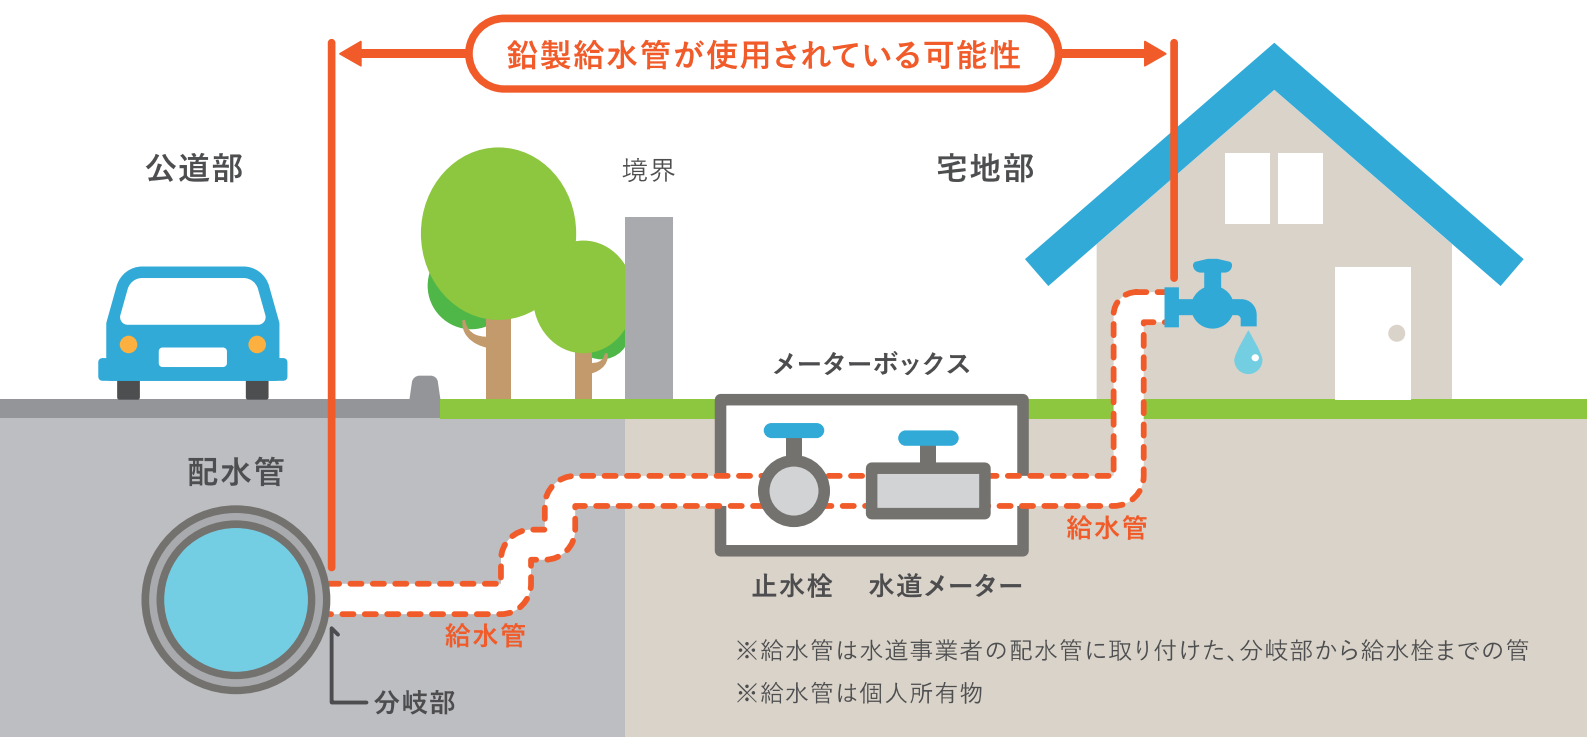 鉛製給水管が使用されている可能性
公道部
境界
宅地部
メーターボックス
配水管
給水管
止水栓
水道メーター
給水管
分岐部
※給水管は水道事業者の配水管に取り付けた、分岐部から給水栓までの管
※給水管は個人所有物